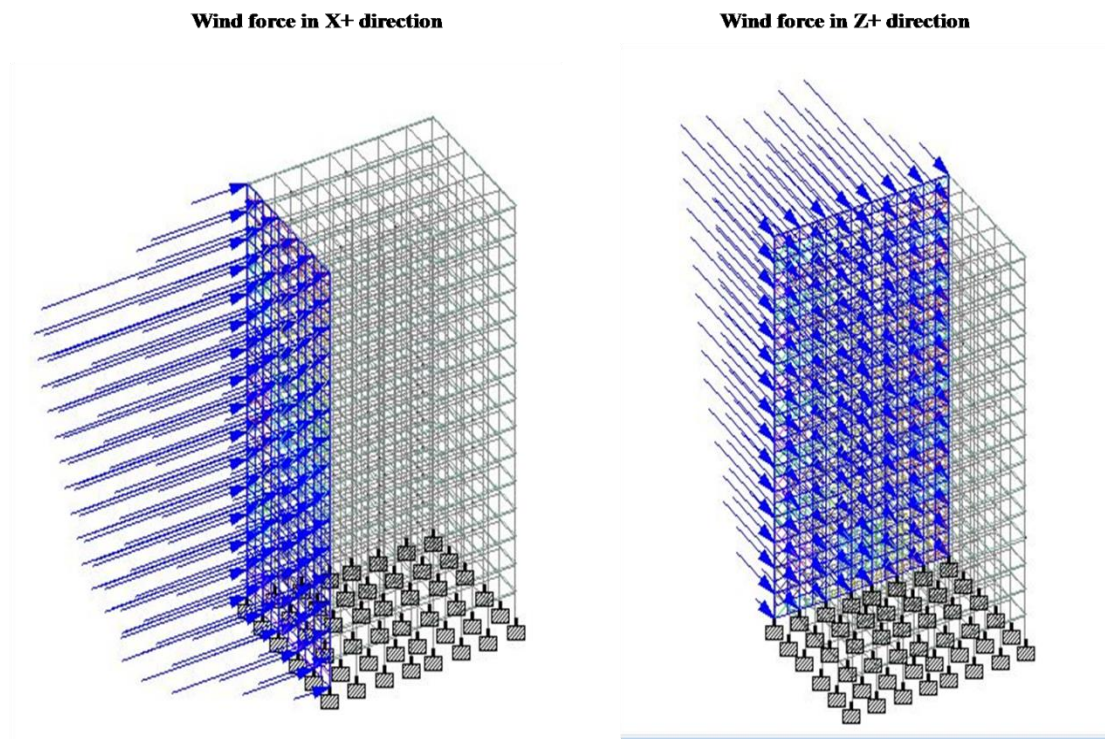 Wind force in X+ direction
Wind force in Z+ direction